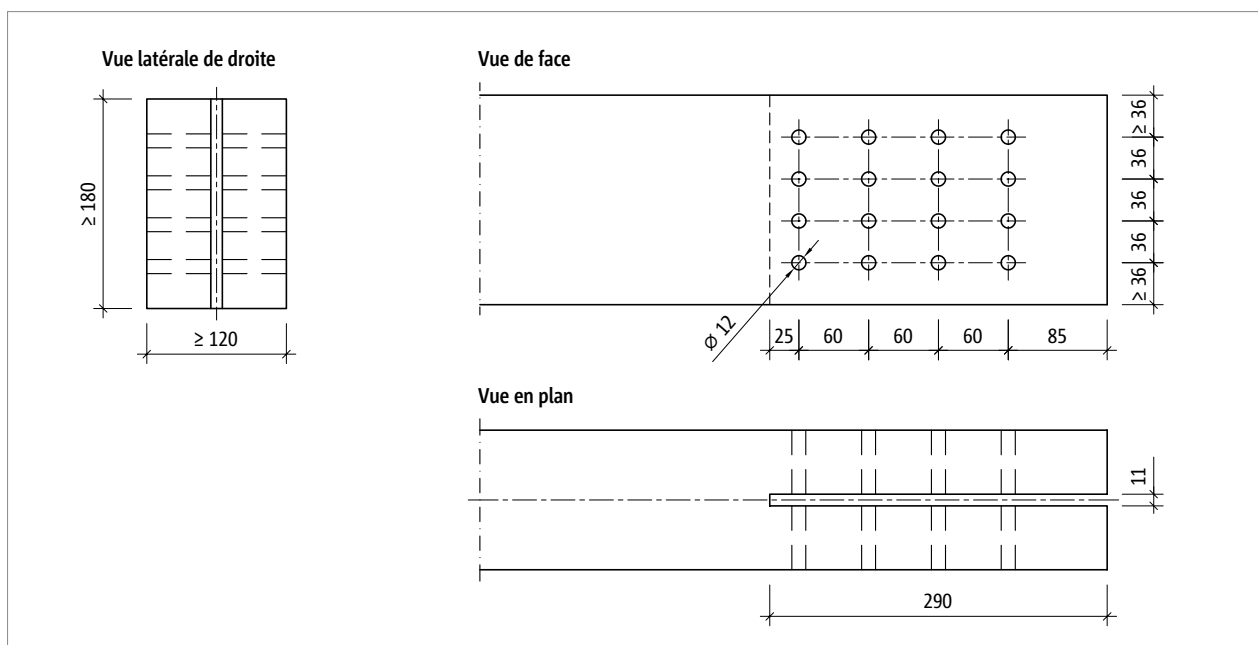 Vue latérale de droite
≥ 180
≥ 120
Vue de face
≥ 36
36
36
36
≥ 36
Ø 12
25 60 60 60 85
Vue en plan
11
290